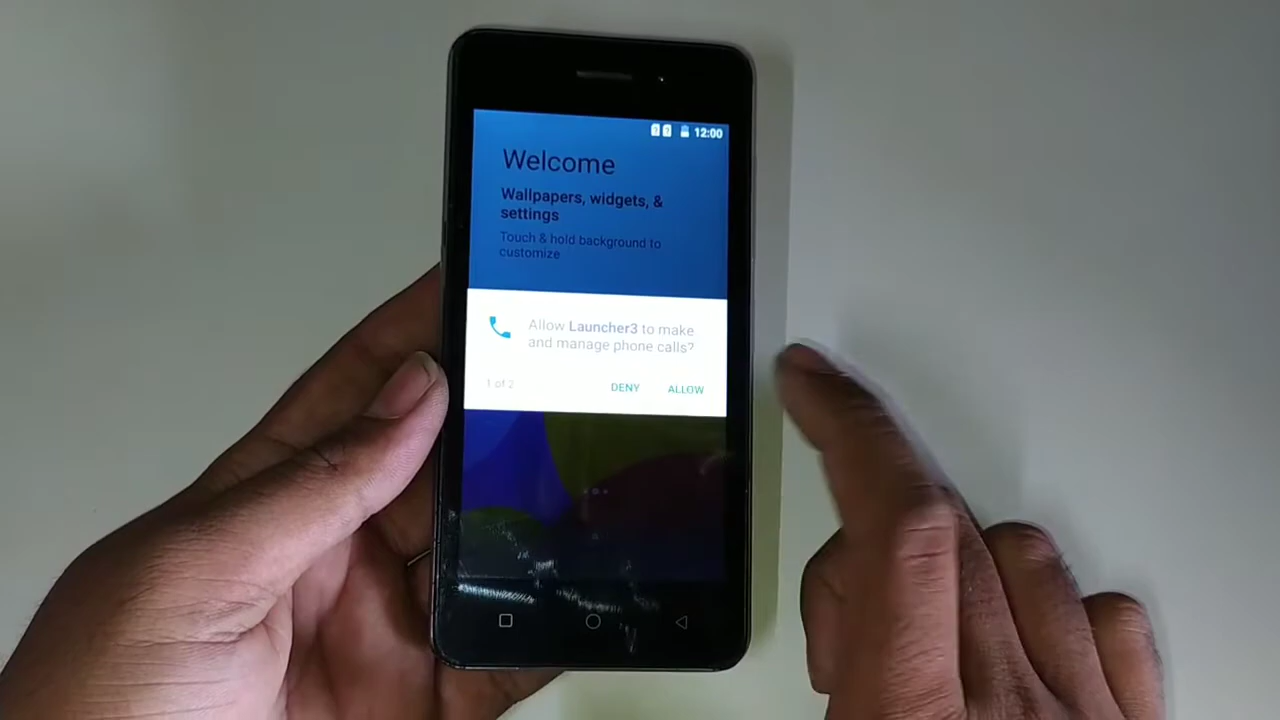 12:00
Welcome
Wallpapers, widgets, &
settings
Touch & hold background to
customize
Allow Launcher3 to make
and manage phone calls?
1 of 2
DENY
ALLOW